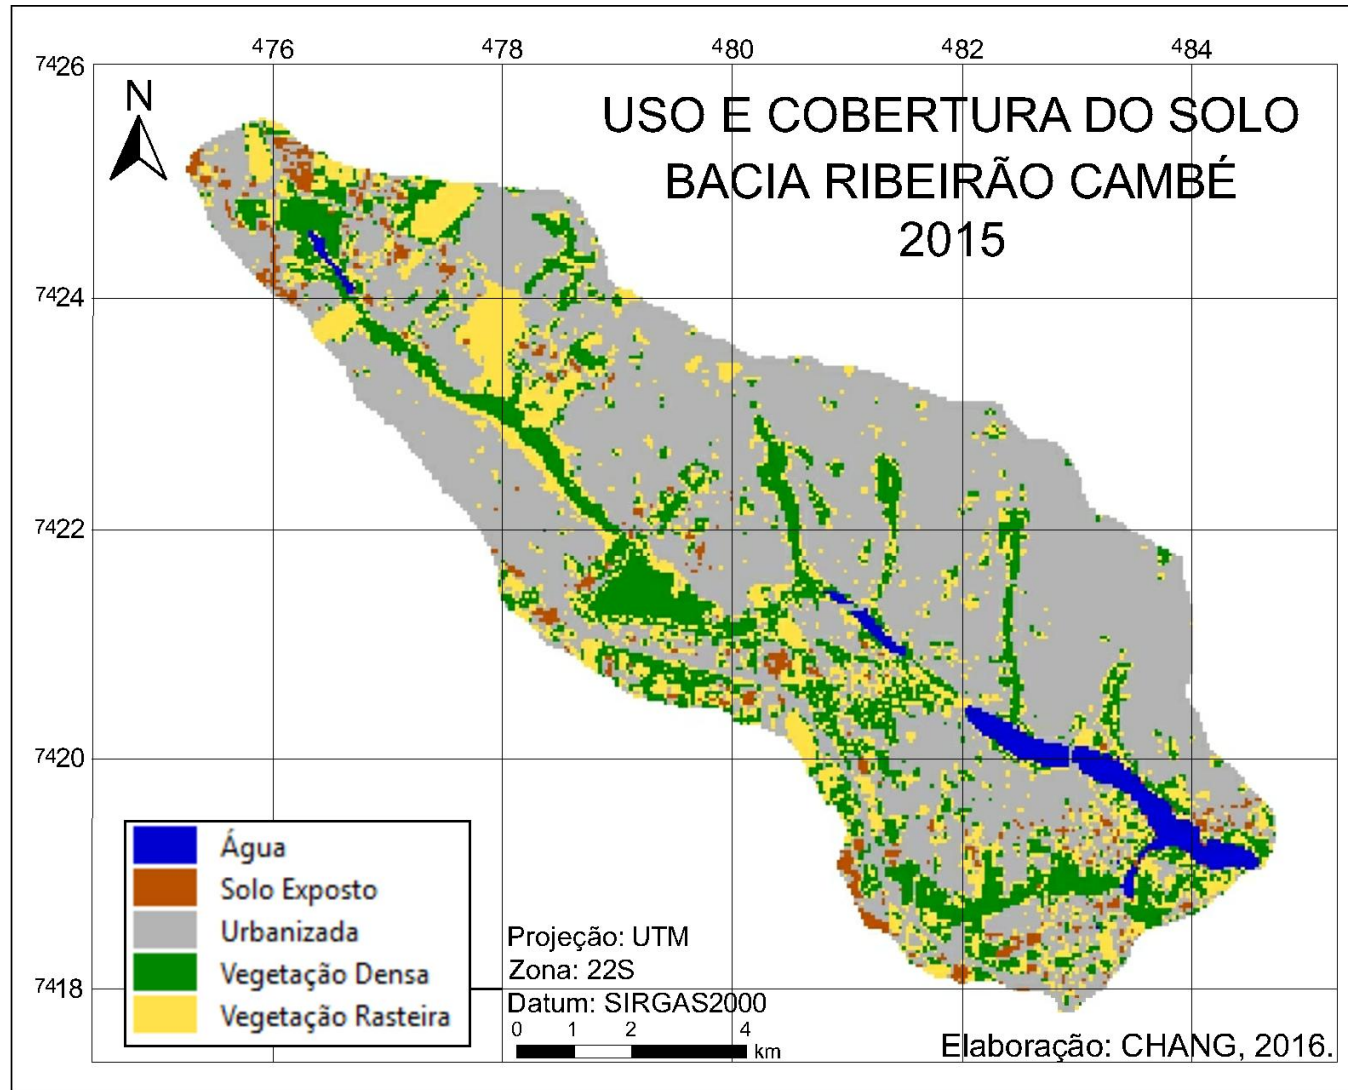 476 478 480 482 484
7426
N
USO E COBERTURA DO SOLO
BACIA RIBEIRÃO CAMBÉ
2015
7424
7422
7420
7418
Água
Solo Exposto
Urbanizada
Vegetação Densa
Vegetação Rasteira
Projeção: UTM
Zona: 22S
Datum: SIRGAS2000
0 1 2 4
km
Elaboração: CHANG, 2016.